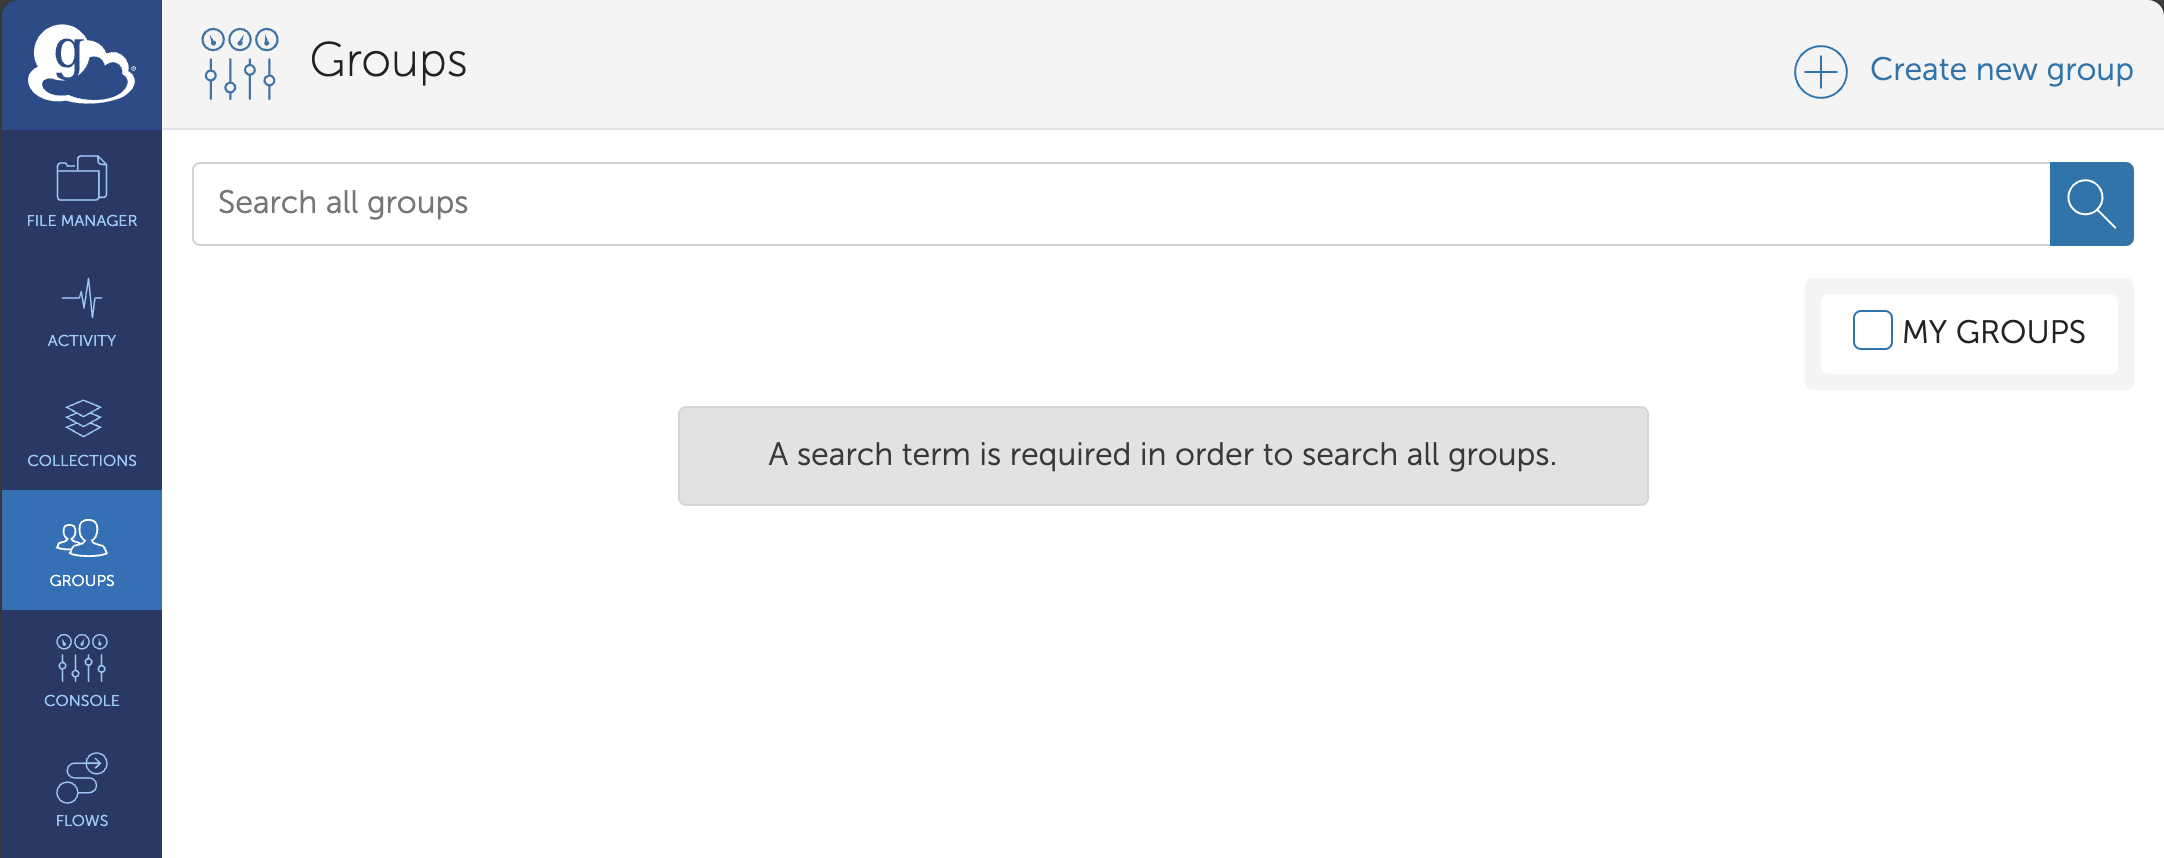 g
Groups
Create new group
FILE MANAGER
Search all groups
ACTIVITY
MY GROUPS
COLLECTIONS
A search term is required in order to search all groups.
GROUPS
CONSOLE
FLOWS